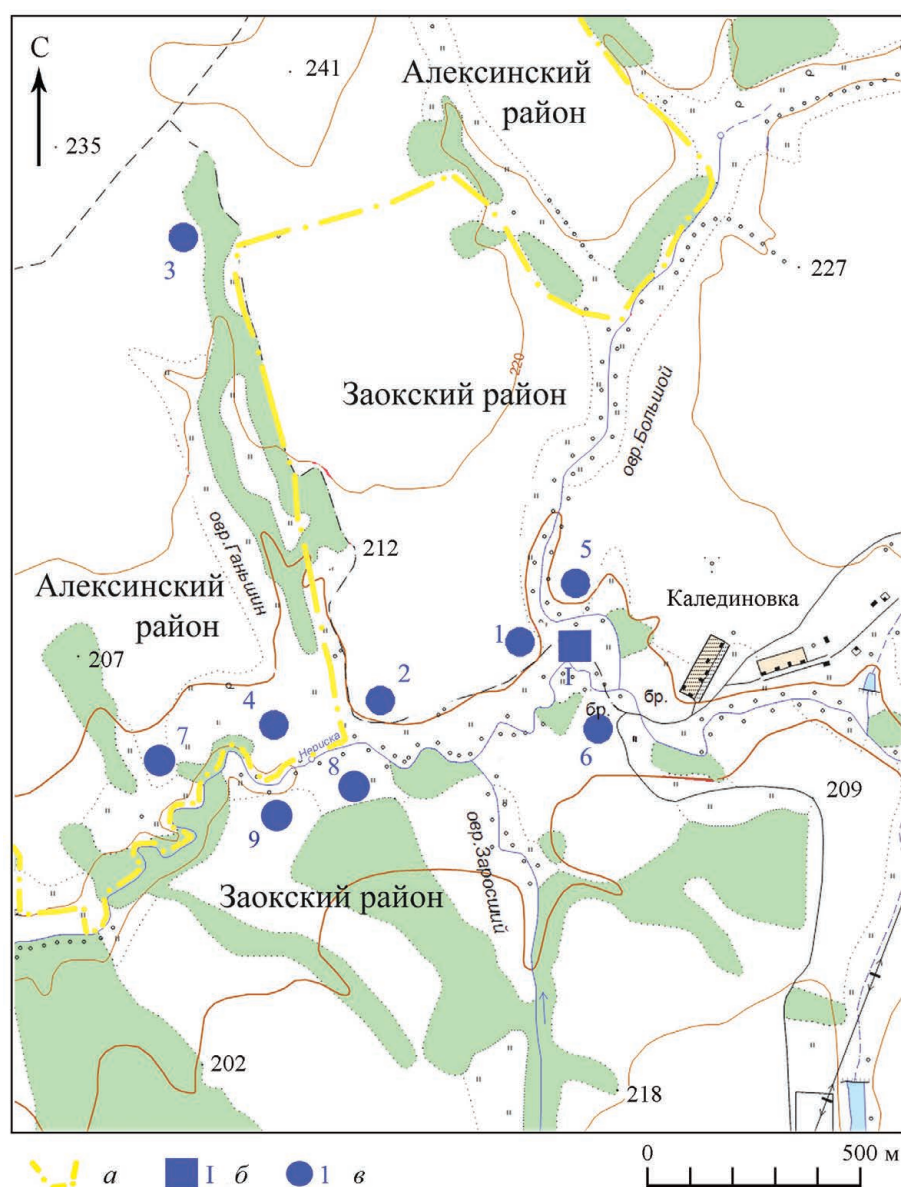 С
241
Алексинский
район
235
3
227
220
Заокский район
овр.Большой
овр.Ганьшин
212
5
Алексинский
район
Калединовка
1
I
207
2
4
бр.
бр.
Нериска
7
8
6
209
9
овр.Заросший
Заокский район
202
218
а I б 1 в 0 500 м